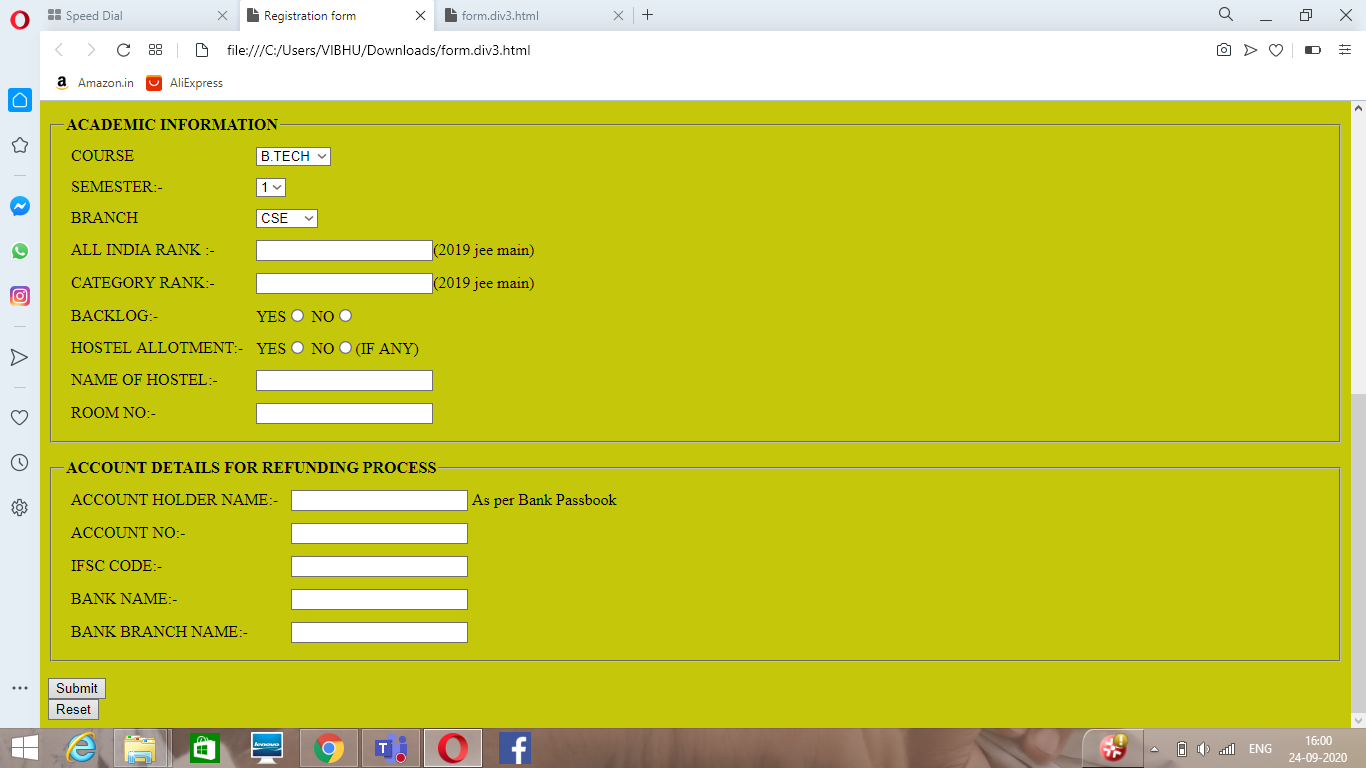 Speed Dial
Registration form
form.div3.html
file:///C:/Users/VIBHU/Downloads/form.div3.html
Amazon.in
AliExpress
ACADEMIC INFORMATION
COURSE B.TECH
SEMESTER:- 1
BRANCH CSE
ALL INDIA RANK :- (2019 jee main)
CATEGORY RANK:- (2019 jee main)
BACKLOG:- YES NO
HOSTEL ALLOTMENT:- YES NO (IF ANY)
NAME OF HOSTEL:-
ROOM NO:-
ACCOUNT DETAILS FOR REFUNDING PROCESS
ACCOUNT HOLDER NAME:- As per Bank Passbook
ACCOUNT NO:-
IFSC CODE:-
BANK NAME:-
BANK BRANCH NAME:-
Submit
Reset
lenovo
ENG
16:00
24-09-2020